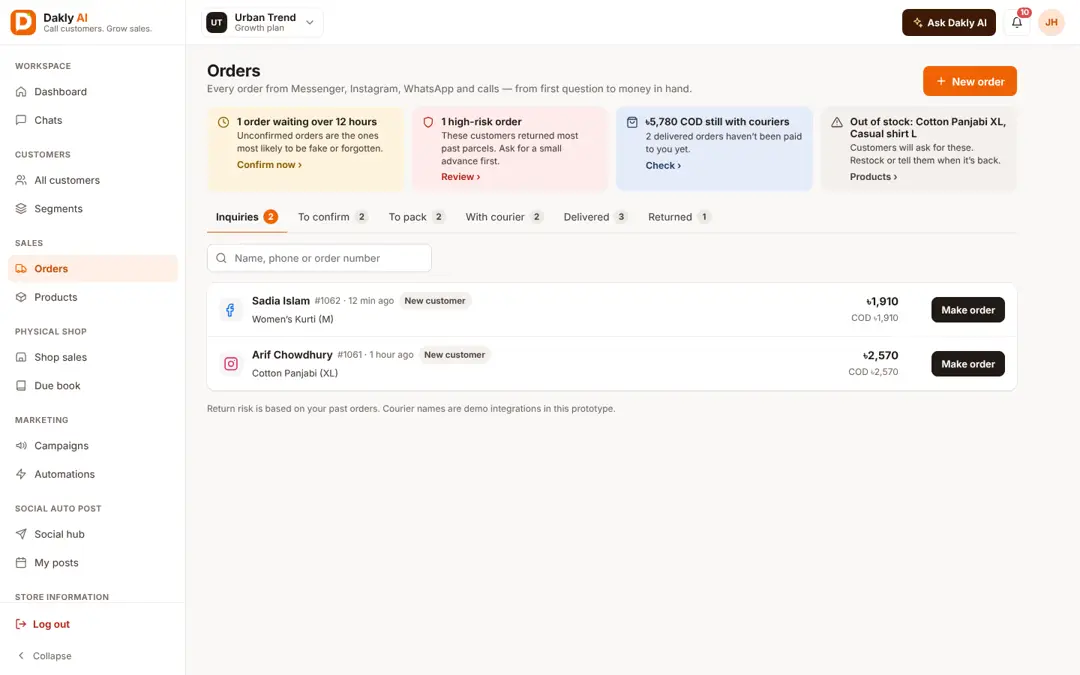 Dakly AI
Call customers. Grow sales.
UT
Urban Trend
Growth plan
Ask Dakly AI
10
JH
WORKSPACE
Dashboard
Chats
CUSTOMERS
All customers
Segments
SALES
Orders
Products
PHYSICAL SHOP
Shop sales
Due book
MARKETING
Campaigns
Automations
SOCIAL AUTO POST
Social hub
My posts
STORE INFORMATION
Log out
Collapse
Orders
Every order from Messenger, Instagram, WhatsApp and calls — from first question to money in hand.
+ New order
1 order waiting over 12 hours
Unconfirmed orders are the ones
most likely to be fake or forgotten.
Confirm now ›
1 high-risk order
These customers returned most
past parcels. Ask for a small
advance first.
Review ›
৳5,780 COD still with couriers
2 delivered orders haven’t been paid
to you yet.
Check ›
Out of stock: Cotton Panjabi XL,
Casual shirt L
Customers will ask for these.
Restock or tell them when it’s back.
Products ›
Inquiries 2 To confirm 2 To pack 2 With courier 2 Delivered 3 Returned 1
Name, phone or order number
Sadia Islam #1062 · 12 min ago New customer
Women’s Kurti (M)
৳1,910
COD ৳1,910
Make order
Arif Chowdhury #1061 · 1 hour ago New customer
Cotton Panjabi (XL)
৳2,570
COD ৳2,570
Make order
Return risk is based on your past orders. Courier names are demo integrations in this prototype.